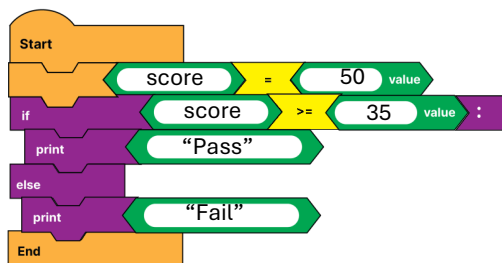 Start
score = 50 value
if score >= 35 value :
print “Pass”
else
print “Fail”
End